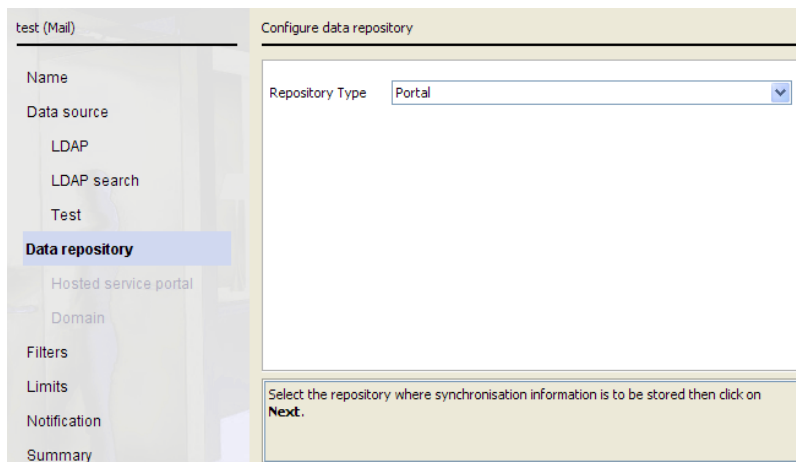 test (Mail)
Name
Data source
LDAP
LDAP search
Test
Data repository
Hosted service portal
Domain
Filters
Limits
Notification
Summary
Configure data repository
Repository Type Portal
Select the repository where synchronisation information is to be stored then click on
Next.